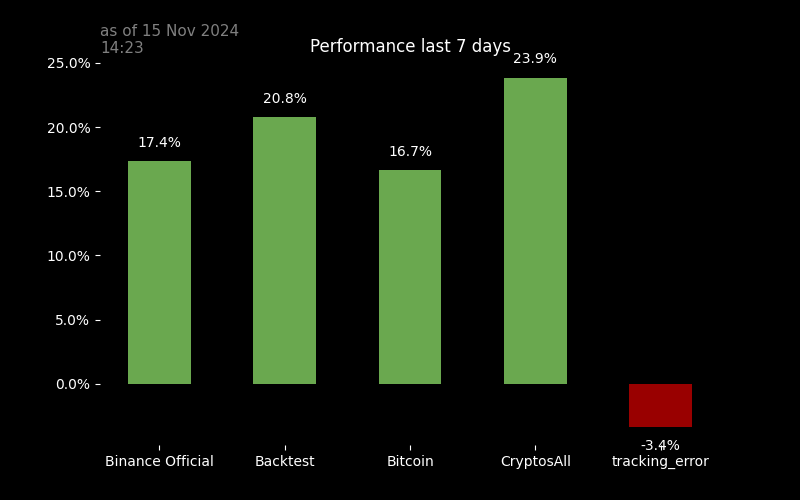 as of 15 Nov 2024
14:23
Performance last 7 days
25.0%
20.0%
15.0%
10.0%
5.0%
0.0%
17.4%
20.8%
16.7%
23.9%
-3.4%
Binance Official
Backtest
Bitcoin
CryptosAll
tracking_error